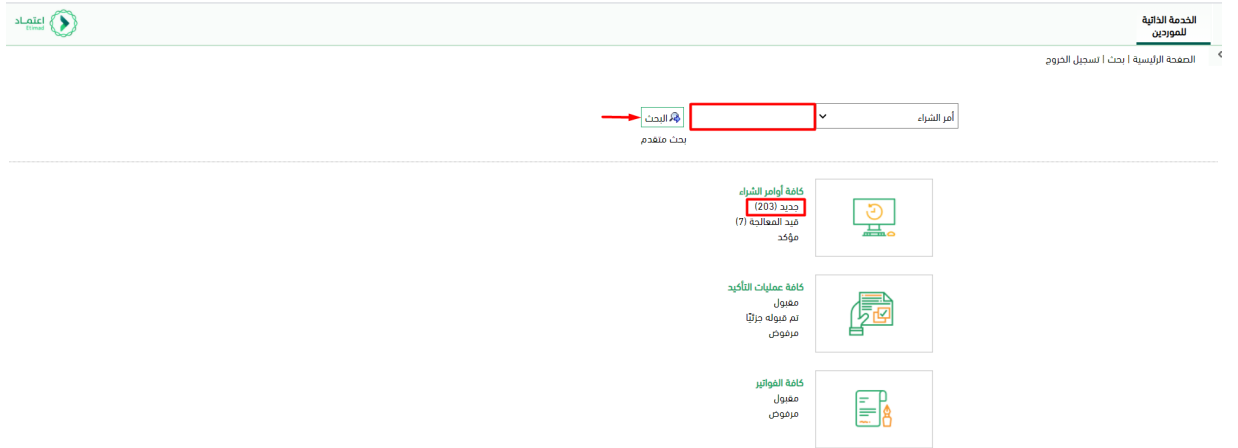 اعتماد
Etimad
الخدمة الذاتية
للموردين
الصفحة الرئيسية | بحث | تسجيل الخروج
أمر الشراء
البحث
بحث متقدم
كافة أوامر الشراء
جديد (203)
قيد المعالجة (7)
مؤكد
كافة عمليات التأكيد
مقبول
تم قبوله جزئيًا
مرفوض
كافة الفواتير
مقبول
مرفوض